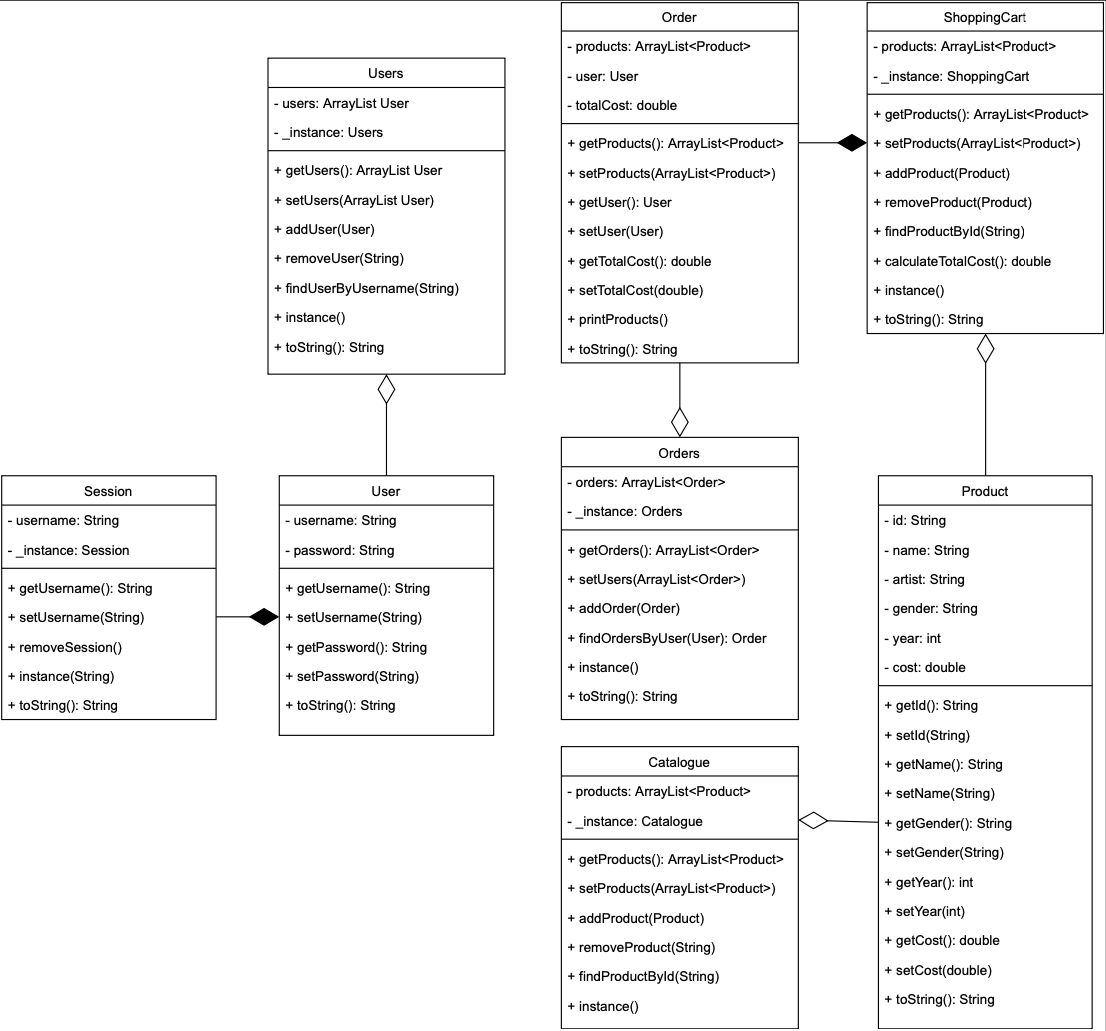 Users
- users: ArrayList User
- _instance: Users
+ getUsers(): ArrayList User
+ setUsers(ArrayList User)
+ addUser(User)
+ removeUser(String)
+ findUserByUsername(String)
+ instance()
+ toString(): String
Order
- products: ArrayList<Product>
- user: User
- totalCost: double
+ getProducts(): ArrayList<Product>
+ setProducts(ArrayList<Product>)
+ getUser(): User
+ setUser(User)
+ getTotalCost(): double
+ setTotalCost(double)
+ printProducts()
+ toString(): String
ShoppingCart
- products: ArrayList<Product>
- _instance: ShoppingCart
+ getProducts(): ArrayList<Product>
+ setProducts(ArrayList<Product>)
+ addProduct(Product)
+ removeProduct(Product)
+ findProductById(String)
+ calculateTotalCost(): double
+ instance()
+ toString(): String
Session
- username: String
- _instance: Session
+ getUsername(): String
+ setUsername(String)
+ removeSession()
+ instance(String)
+ toString(): String
User
- username: String
- password: String
+ getUsername(): String
+ setUsername(String)
+ getPassword(): String
+ setPassword(String)
+ toString(): String
Orders
- orders: ArrayList<Order>
- _instance: Orders
+ getOrders(): ArrayList<Order>
+ setUsers(ArrayList<Order>)
+ addOrder(Order)
+ findOrdersByUser(User): Order
+ instance()
+ toString(): String
Catalogue
- products: ArrayList<Product>
- _instance: Catalogue
+ getProducts(): ArrayList<Product>
+ setProducts(ArrayList<Product>)
+ addProduct(Product)
+ removeProduct(String)
+ findProductById(String)
+ instance()
Product
- id: String
- name: String
- artist: String
- gender: String
- year: int
- cost: double
+ getId(): String
+ setId(String)
+ getName(): String
+ setName(String)
+ getGender(): String
+ setGender(String)
+ getYear(): int
+ setYear(int)
+ getCost(): double
+ setCost(double)
+ toString(): String